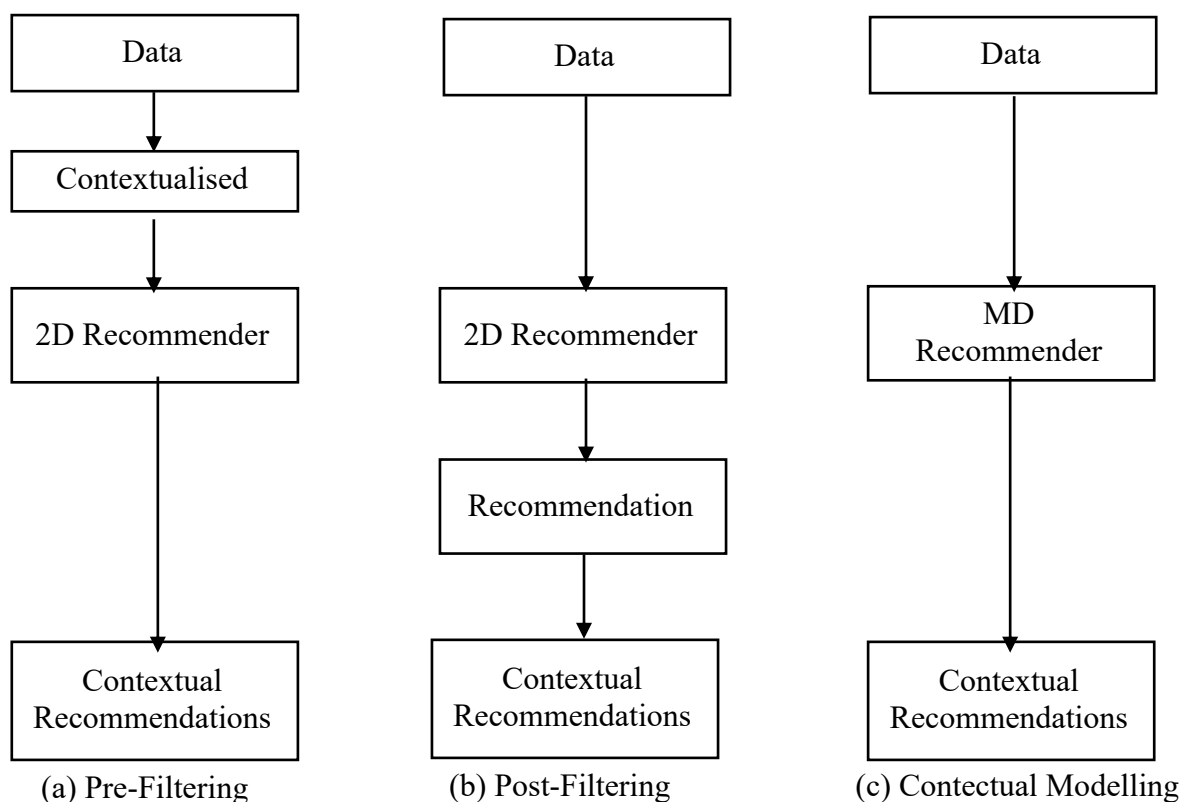 Data
Contextualised
2D Recommender
Contextual
Recommendations
(a) Pre-Filtering
Data
2D Recommender
Recommendation
Contextual
Recommendations
(b) Post-Filtering
Data
MD
Recommender
Contextual
Recommendations
(c) Contectual Modelling